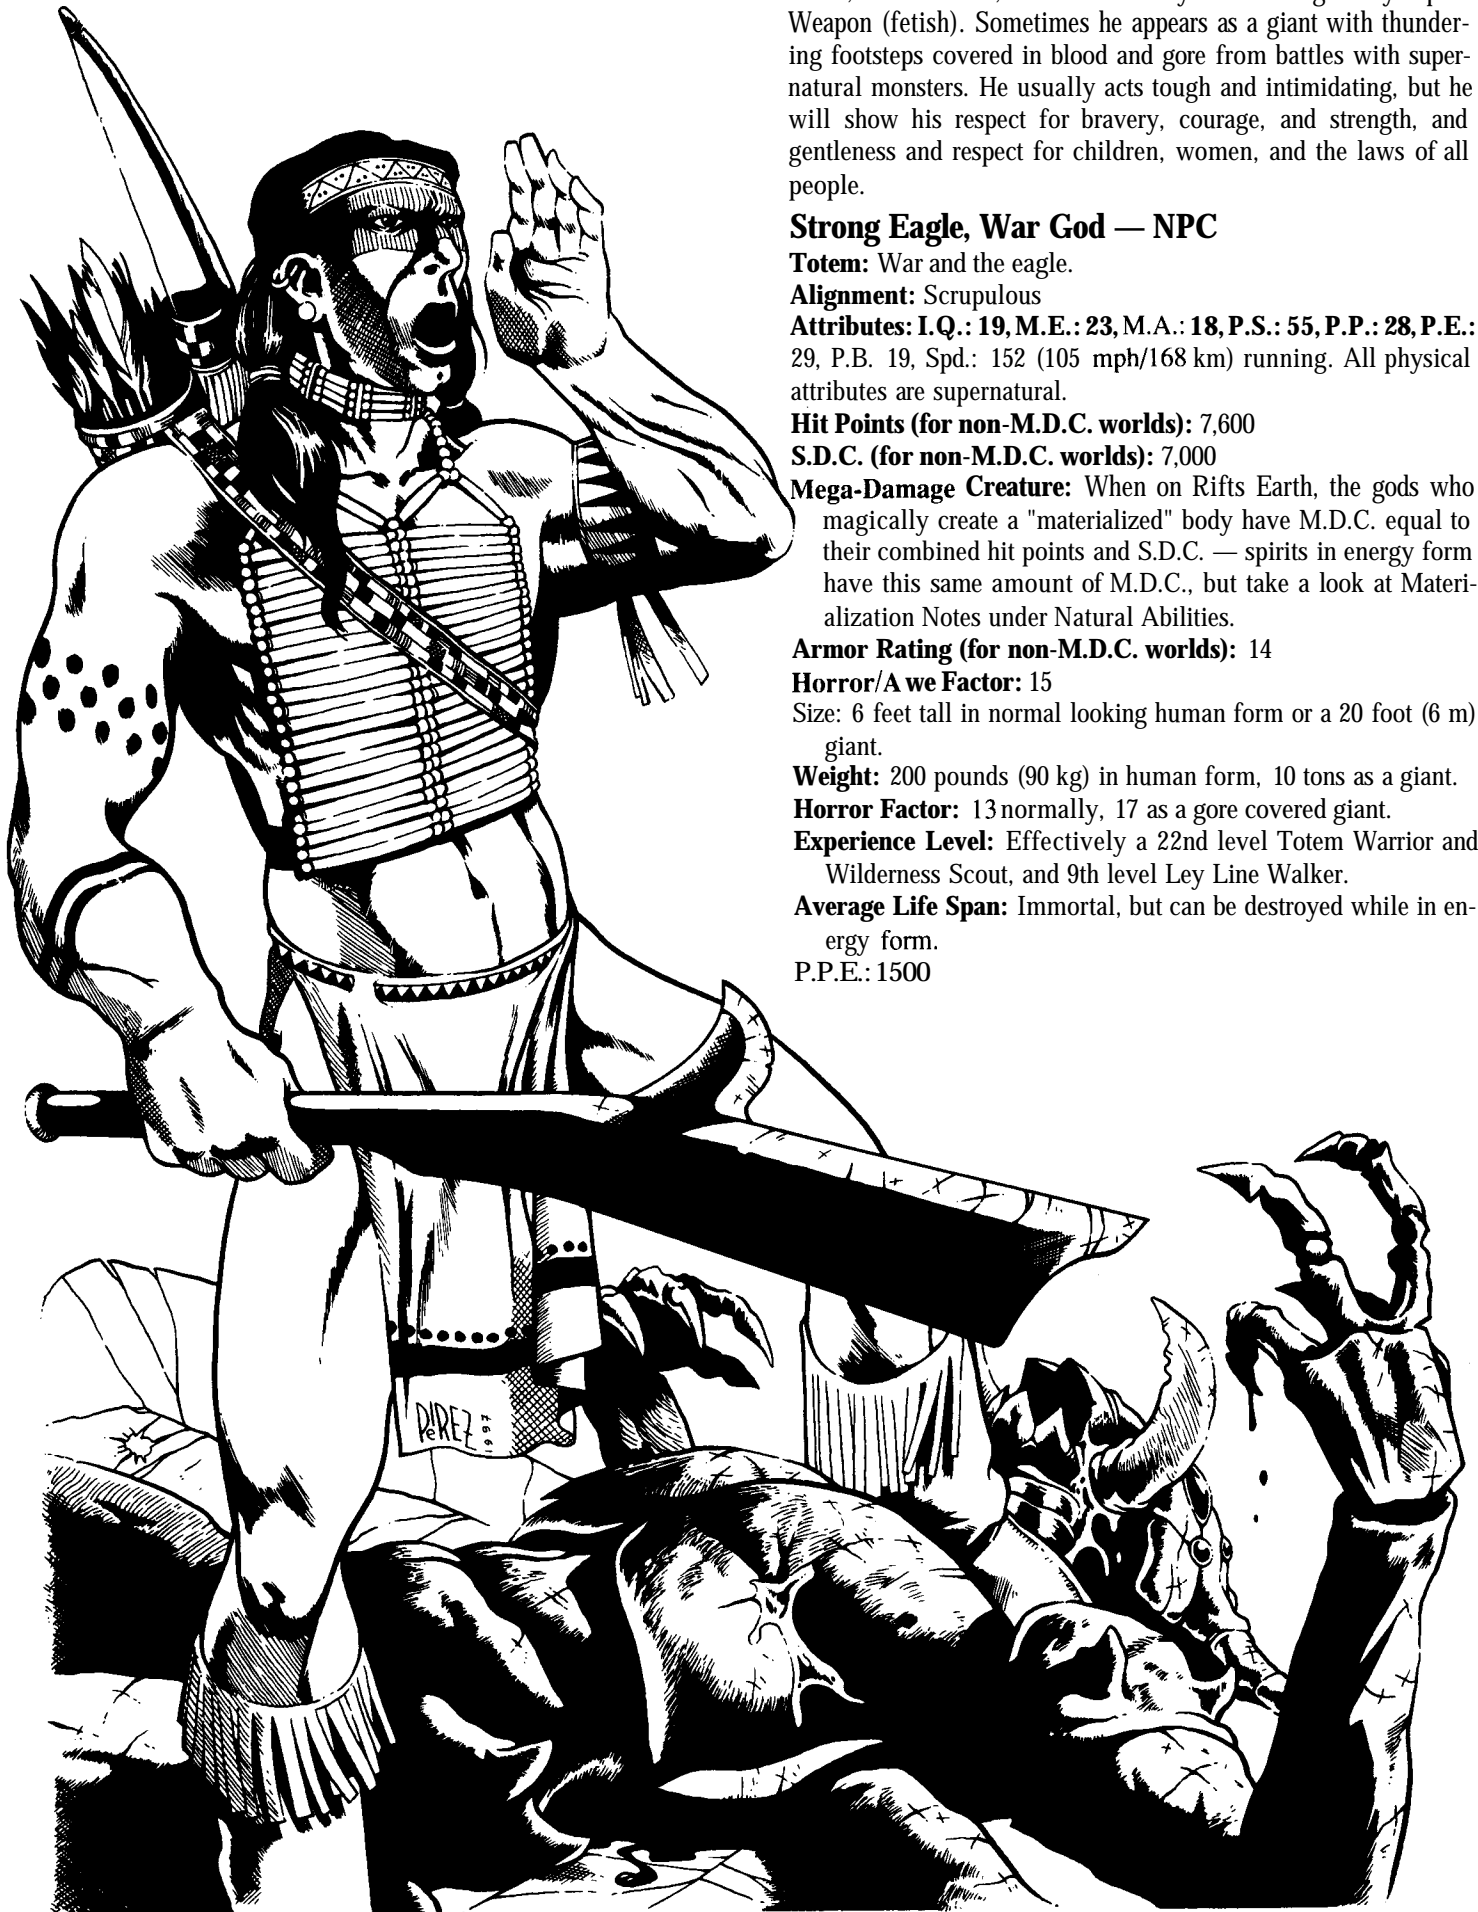 Weapon (fetish). Sometimes he appears as a giant with thunder-
ing footsteps covered in blood and gore from battles with super-
natural monsters. He usually acts tough and intimidating, but he
will show his respect for bravery, courage, and strength, and
gentleness and respect for children, women, and the laws of all
people.
Strong Eagle, War God — NPC
Totem: War and the eagle.
Alignment: Scrupulous
Attributes: I.Q.: 19, M.E.: 23, M.A.: 18, P.S.: 55, P.P.: 28, P.E.:
29, P.B. 19, Spd.: 152 (105 mph/168 km) running. All physical
attributes are supernatural.
Hit Points (for non-M.D.C. worlds): 7,600
S.D.C. (for non-M.D.C. worlds): 7,000
Mega-Damage Creature: When on Rifts Earth, the gods who
magically create a "materialized" body have M.D.C. equal to
their combined hit points and S.D.C. — spirits in energy form
have this same amount of M.D.C., but take a look at Materi-
alization Notes under Natural Abilities.
Armor Rating (for non-M.D.C. worlds): 14
Horror/A we Factor: 15
Size: 6 feet tall in normal looking human form or a 20 foot (6 m)
giant.
Weight: 200 pounds (90 kg) in human form, 10 tons as a giant.
Horror Factor: 13 normally, 17 as a gore covered giant.
Experience Level: Effectively a 22nd level Totem Warrior and
Wilderness Scout, and 9th level Ley Line Walker.
Average Life Span: Immortal, but can be destroyed while in en-
ergy form.
P.P.E.: 1500
PEREZ